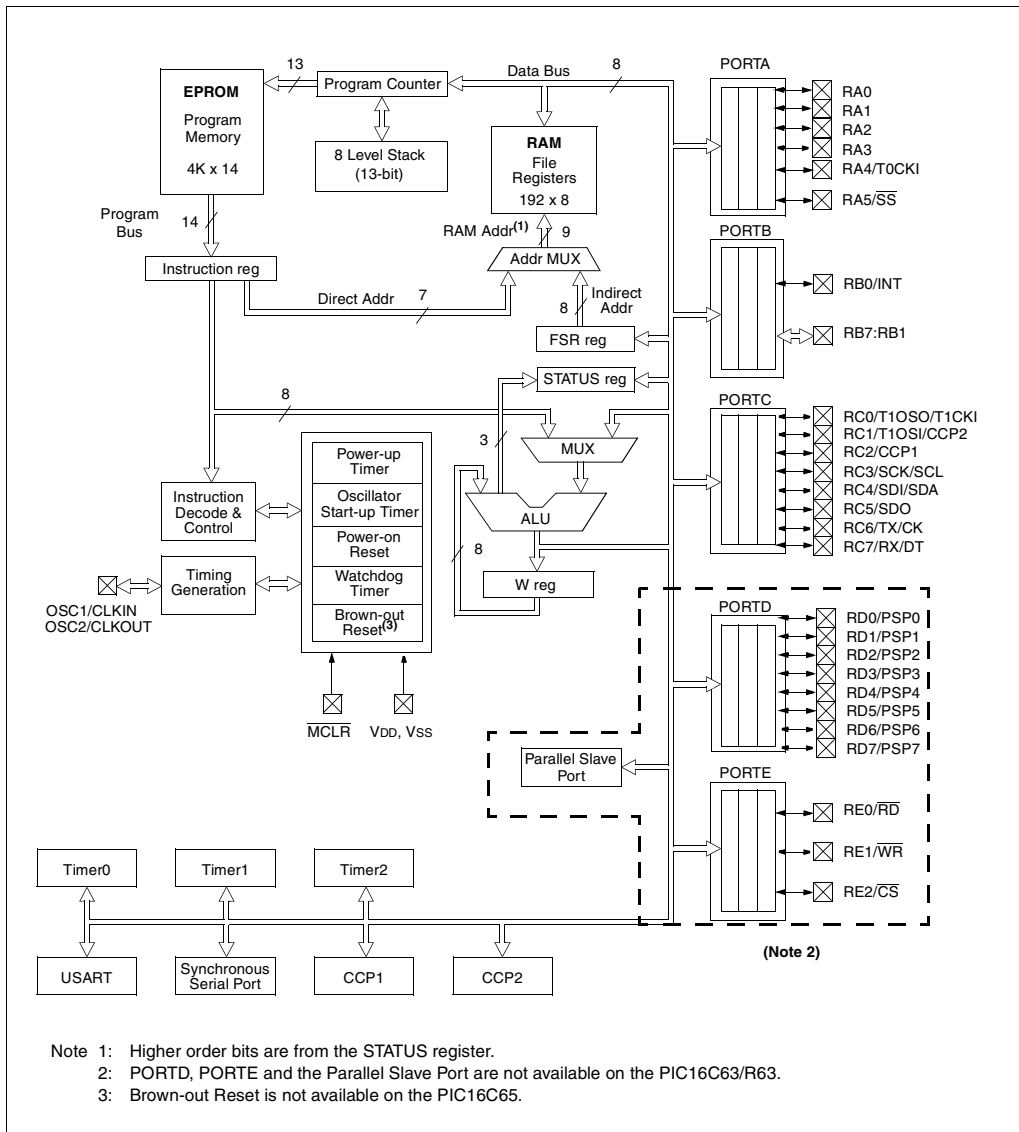 13
Data Bus
8
PORTA
EPROM
Program
Memory
4K x 14
Program Counter
8 Level Stack
(13-bit)
RAM
File
Registers
192 x 8
RA0
RA1
RA2
RA3
RA4/T0CKI
RA5/SS
Program
Bus
14
RAM Addr(1)
9
PORTB
Instruction reg
Addr MUX
Direct Addr
7
8
Indirect
Addr
FSR reg
RB0/INT
RB7:RB1
STATUS reg
8
3
MUX
PORTC
RC0/T1OSO/T1CKI
RC1/T1OSI/CCP2
RC2/CCP1
RC3/SCK/SCL
RC4/SDI/SDA
RC5/SDO
RC6/TX/CK
RC7/RX/DT
Instruction
Decode &
Control
Power-up
Timer
Oscillator
Start-up Timer
Power-on
Reset
Watchdog
Timer
Brown-out
Reset(3)
ALU
8
W reg
Timing
Generation
OSC1/CLKIN
OSC2/CLKOUT
MCLR
VDD, VSS
PORTD
RD0/PSP0
RD1/PSP1
RD2/PSP2
RD3/PSP3
RD4/PSP4
RD5/PSP5
RD6/PSP6
RD7/PSP7
Parallel Slave
Port
PORTE
RE0/RD
RE1/WR
RE2/CS
(Note 2)
Timer0
Timer1
Timer2
USART
Synchronous
Serial Port
CCP1
CCP2
Note 1: Higher order bits are from the STATUS register.
2: PORTD, PORTE and the Parallel Slave Port are not available on the PIC16C63/R63.
3: Brown-out Reset is not available on the PIC16C65.